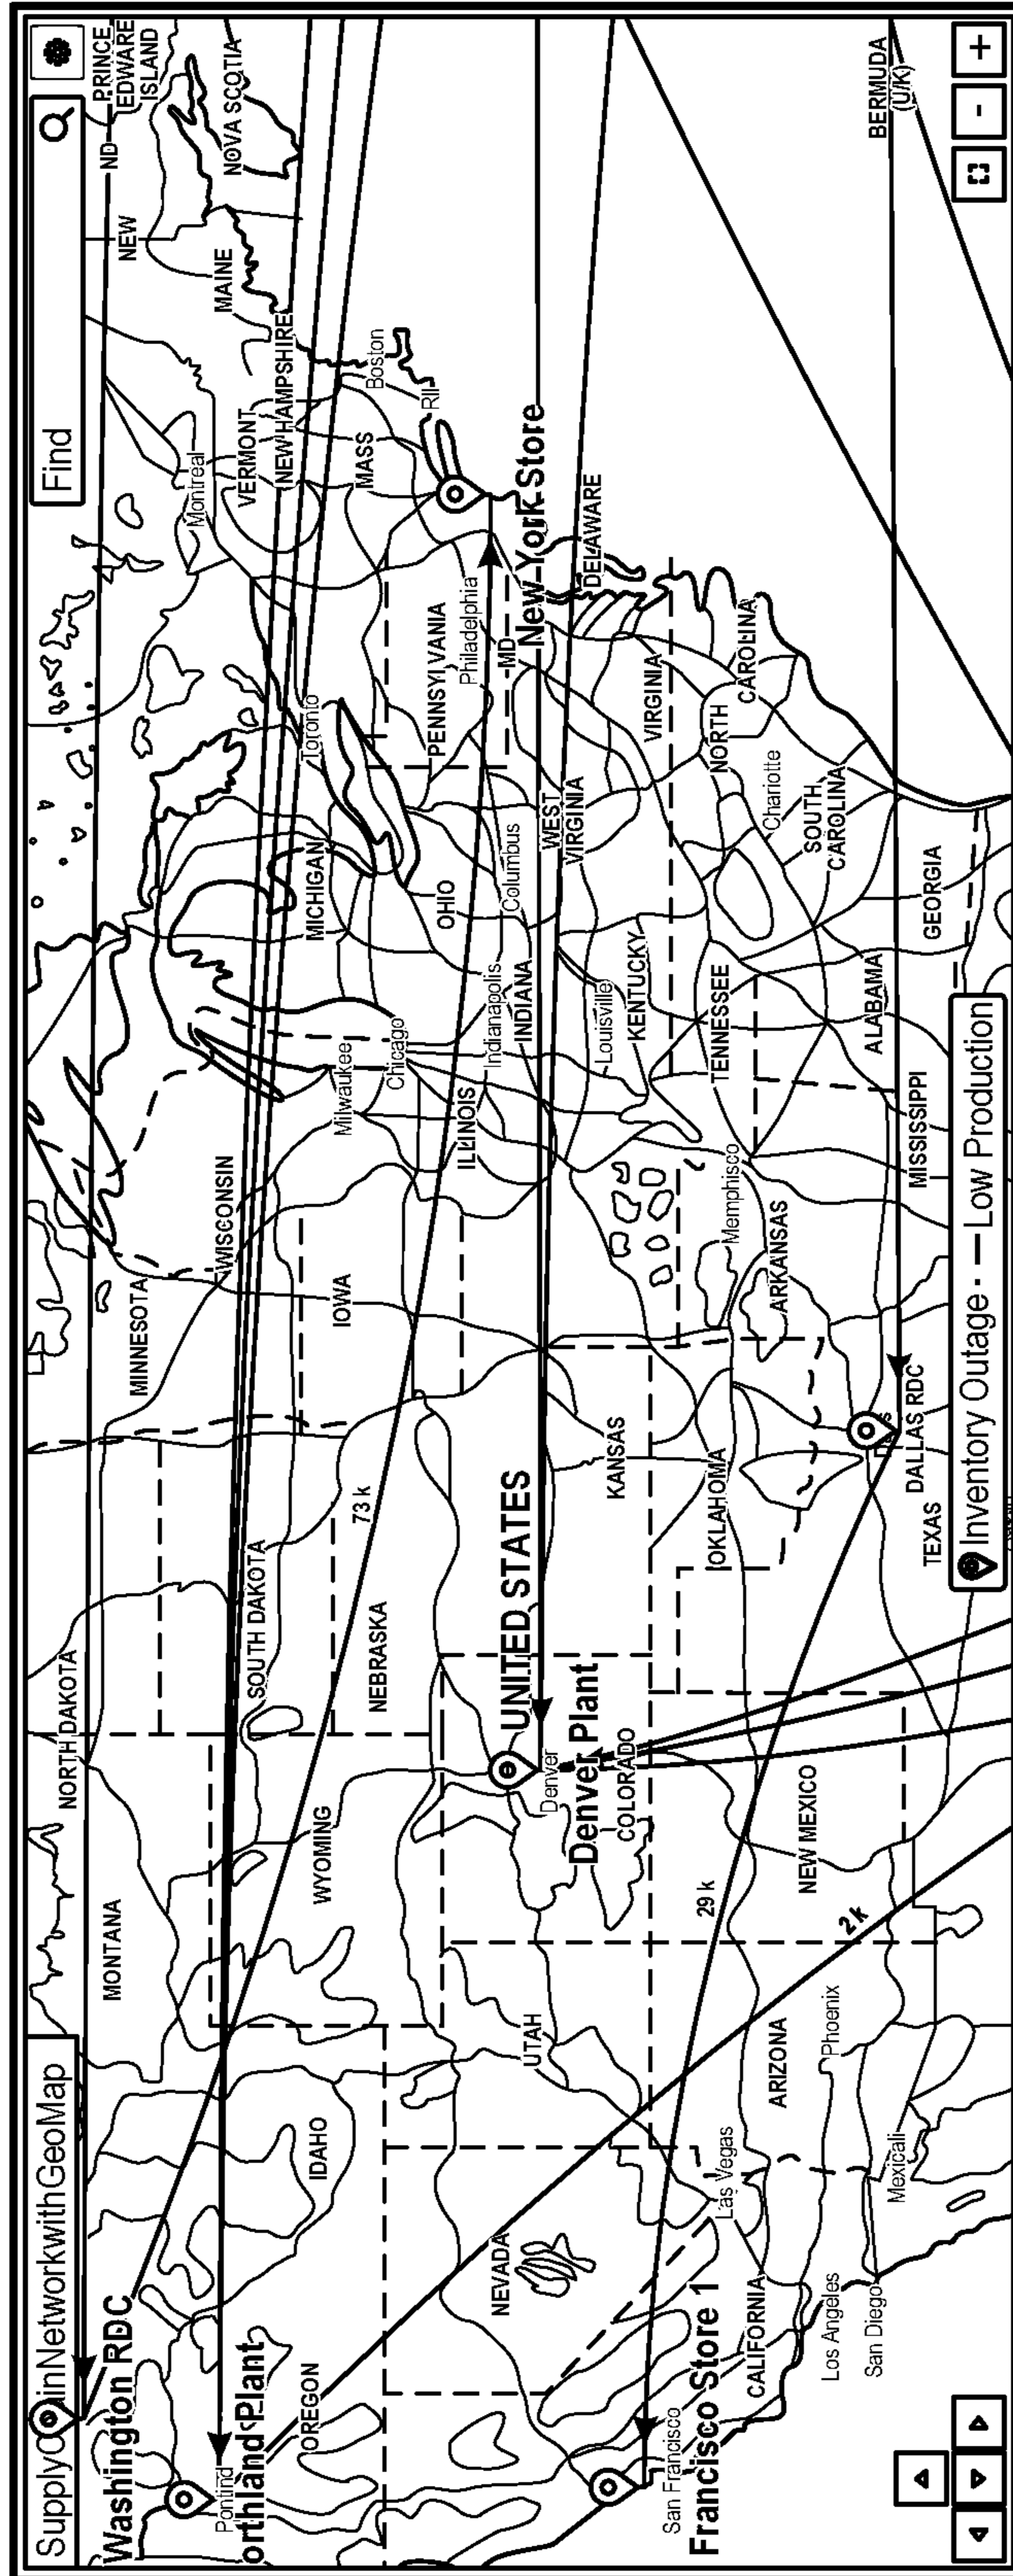 SupplyChainNetworkwithGeoMap
Find
Washington RDC
MONTANA
NORTH DAKOTA
MINNESOTA
ND
PRINCE
EDWARE
ISLAND
NEW
NOVA SCOTIA
MAINE
Montreal
VERMONT
NEW HAMPSHIRE
MASS
Boston
RII
Pontind
orthland Plant
OREGON
IDAHO
WYOMING
SOUTH DAKOTA
WISCONSIN
MICHIGAN
Toronto
73 k
NEBRASKA
IOWA
Milwaukee
Chicago
ILLINOIS
OHIO
PENNSYLVANIA
Philadelphia
MD
New York Store
DELAWARE
NEVADA
UTAH
UNITED STATES
Denver
Denver Plant
COLORADO
KANSAS
Indianapolis
INDIANA
Columbus
WEST
VIRGINIA
Louisville
KENTUCKY
VIRGINIA
San Francisco
Francisco Store 1
29 k
Las Vegas
CALIFORNIA
ARIZONA
NEW MEXICO
2 k
OKLAHOMA
Memphisco
ARKANSAS
TENNESSEE
NORTH
CAROLINA
Chariotte
SOUTH
CAROLINA
Los Angeles
San Diego
Phoenix
Mexicali
DALLAS RDC
TEXAS
MISSISSIPPI
ALABAMA
GEORGIA
BERMUDA
(U/K)
Inventory Outage · — Low Production
- +